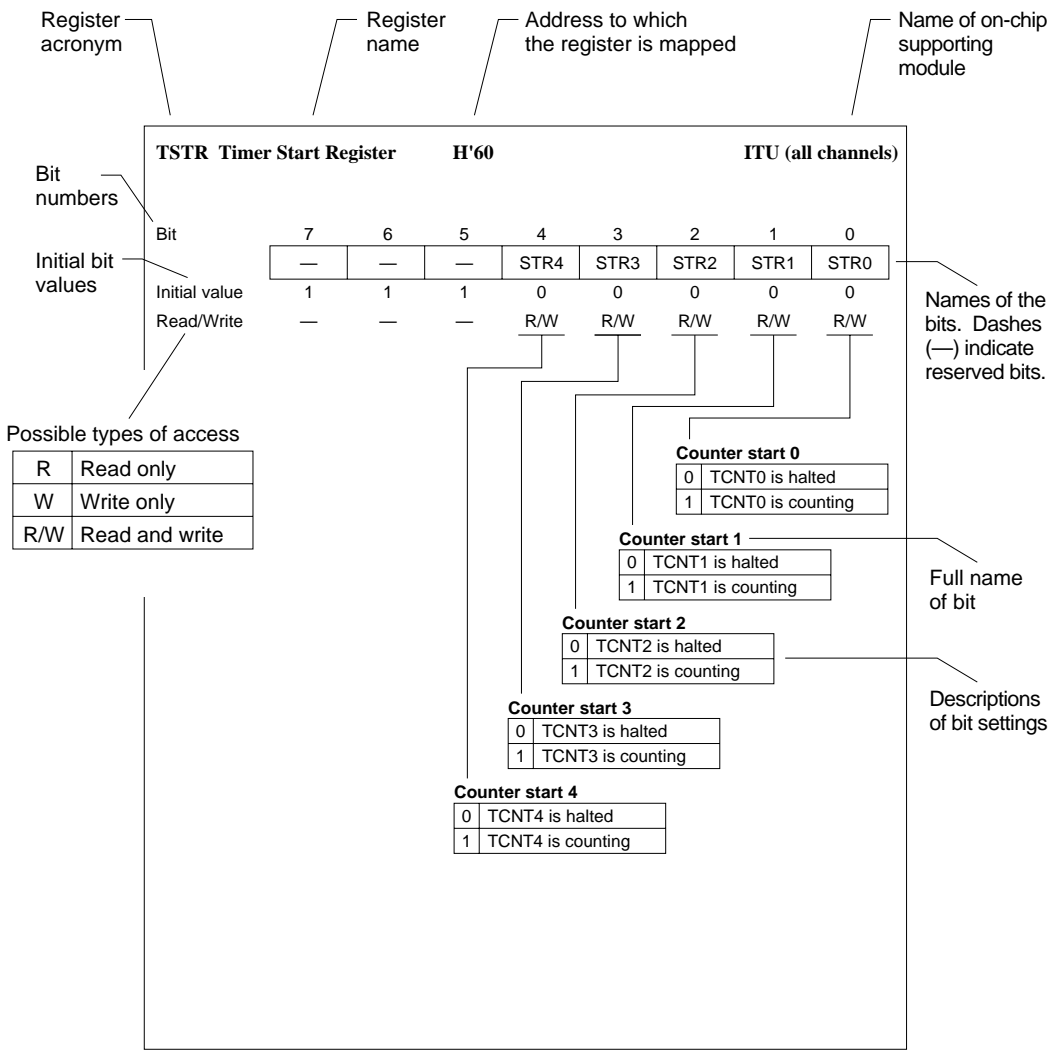 Register
acronym
Register
name
Address to which
the register is mapped
Name of on-chip
supporting
module
TSTR Timer Start Register H'60 ITU (all channels)
Bit
numbers
Bit 7 6 5 4 3 2 1 0
— — — STR4 STR3 STR2 STR1 STR0
Initial bit
values
Initial value 1 1 1 0 0 0 0 0
Read/Write — — — R/W R/W R/W R/W R/W
Names of the
bits. Dashes
(—) indicate
reserved bits.
Possible types of access
R Read only
W Write only
R/W Read and write
Counter start 0
0 TCNT0 is halted
1 TCNT0 is counting
Counter start 1
0 TCNT1 is halted
1 TCNT1 is counting
Full name
of bit
Counter start 2
0 TCNT2 is halted
1 TCNT2 is counting
Descriptions
of bit settings
Counter start 3
0 TCNT3 is halted
1 TCNT3 is counting
Counter start 4
0 TCNT4 is halted
1 TCNT4 is counting